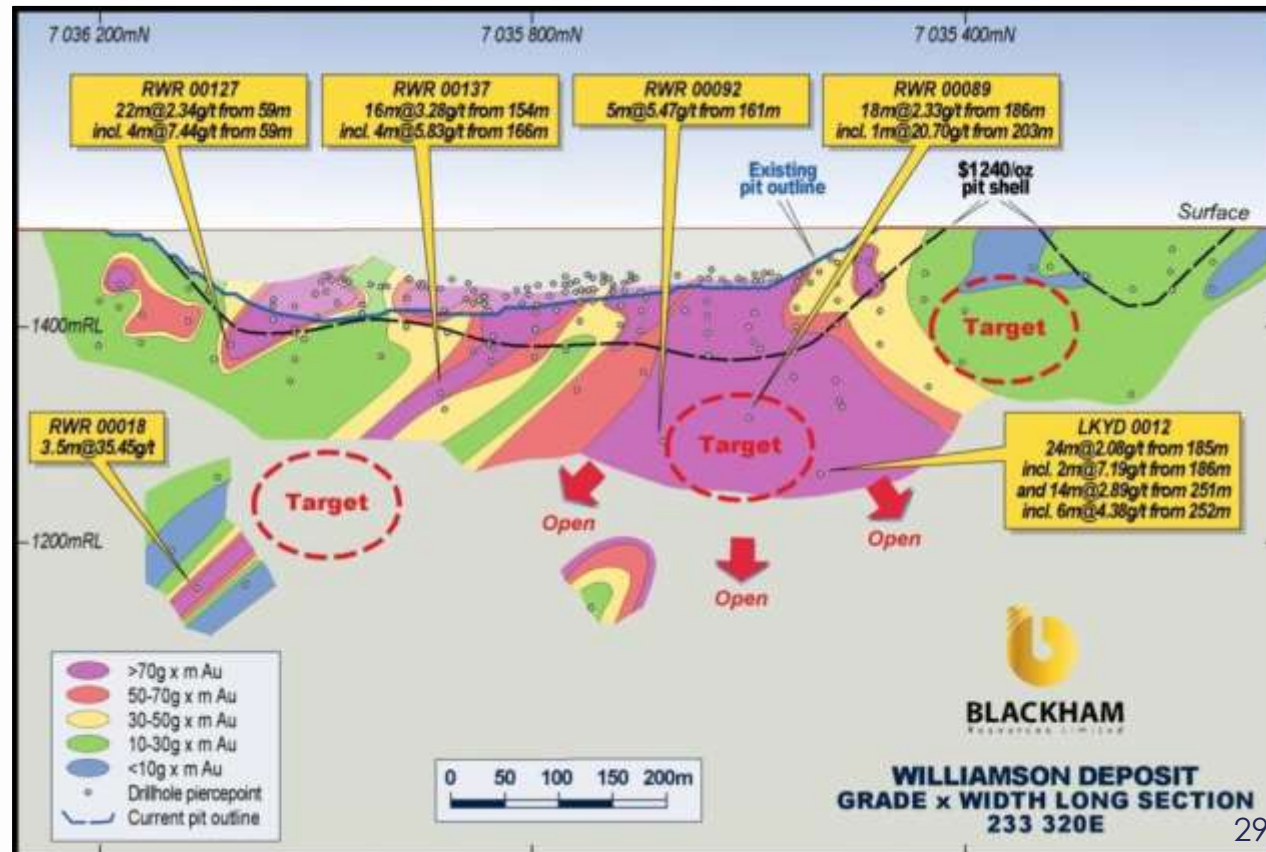 7 036 200mN
7 035 800mN
7 035 400mN
RWR 00127
22m@2.34g/t from 59m
incl. 4m@7.44g/t from 59m
RWR 00137
16m@3.28g/t from 154m
incl. 4m@5.83g/t from 166m
RWR 00092
5m@5.47g/t from 161m
RWR 00089
18m@2.33g/t from 186m
incl. 1m@20.70g/t from 203m
Existing
pit outline
$1240/oz
pit shell
Surface
1400mRL
Target
RWR 00018
3.5m@35.45g/t
Target
Target
LKYD 0012
24m@2.08g/t from 185m
incl. 2m@7.19g/t from 186m
and 14m@2.89g/t from 251m
incl. 6m@4.38g/t from 252m
Open
Open
Open
1200mRL
>70g x m Au
50-70g x m Au
30-50g x m Au
10-30g x m Au
<10g x m Au
Drillhole piercepoint
Current pit outline
0 50 100 150 200m
BLACKHAM
Resources Limited
WILLIAMSON DEPOSIT
GRADE x WIDTH LONG SECTION
233 320E
29